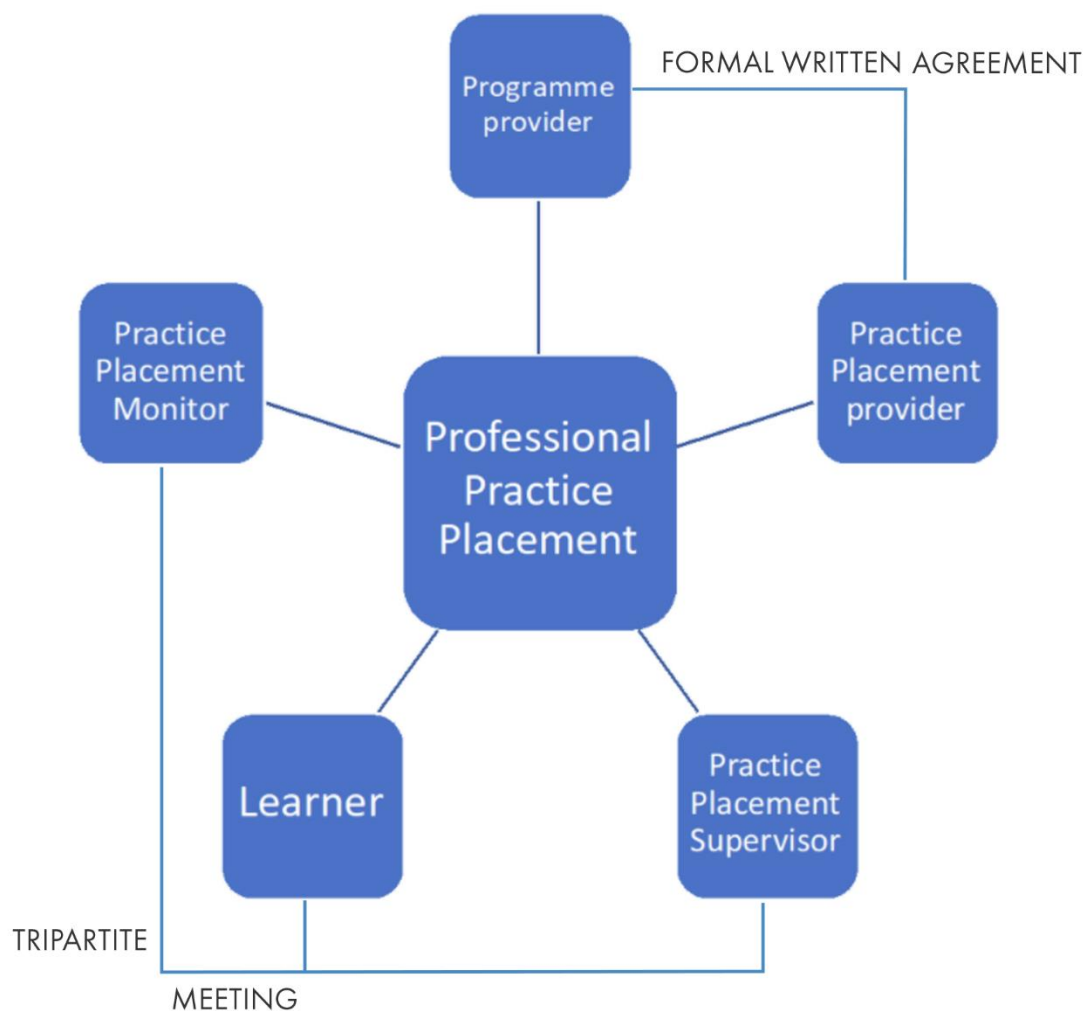 FORMAL WRITTEN AGREEMENT
Programme
provider
Practice
Placement
Monitor
Practice
Placement
provider
Professional
Practice
Placement
Learner
Practice
Placement
Supervisor
TRIPARTITE
MEETING